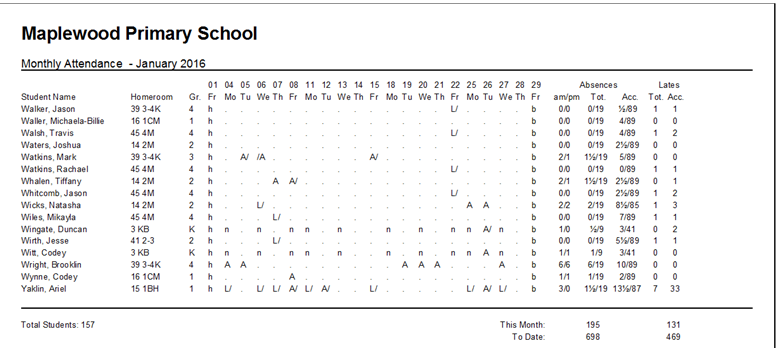 Maplewood Primary School
Monthly Attendance - January 2016
01 04 05 06 07 08 11 12 13 14 15 18 19 20 21 22 25 26 27 28 29 Absences Lates
Student Name Homeroom Gr. Fr Mo Tu We Th Fr Mo Tu We Th Fr Mo Tu We Th Fr Mo Tu We Th Fr am/pm Tot. Acc. Tot. Acc.
Walker, Jason 39 3-4K 4 h . . . . . . . . . . . . . . L/ . . . . b 0/0 0/19 ½/89 1 1
Waller, Michaela-Billie 16 1CM 1 h . . . . . . . . . . . . . . . . . . . b 0/0 0/19 4/89 0 0
Walsh, Travis 45 4M 4 h . . . . . . . . . . . . . . L/ . . . . b 0/0 0/19 4/89 1 2
Waters, Joshua 14 2M 2 h . . . . . . . . . . . . . . . . . . . b 0/0 0/19 2½/89 0 0
Watkins, Mark 39 3-4K 3 h . A/ /A . . . . . . A/ . . . . . . . . . b 2/1 1½/19 5/89 0 0
Watkins, Rachael 45 4M 4 h . . . . . . . . . . . . . . L/ . . . . b 0/0 0/19 0/89 1 1
Whalen, Tiffany 14 2M 2 h . . . A A/ . . . . . . . . . . . . . . b 2/1 1½/19 2½/89 0 1
Whitcomb, Jason 45 4M 4 h . . . . . . . . . . . . . . L/ . . . . b 0/0 0/19 2½/89 1 2
Wicks, Natasha 14 2M 2 h . . L/ . . . . . . . . . . . . A A . . b 2/2 2/19 8½/85 1 3
Wiles, Mikayla 45 4M 4 h . . . L/ . . . . . . . . . . . . . . . b 0/0 0/19 7/89 1 1
Wingate, Duncan 3 KB K h n . n . n n . n . . n . n . n n A/ n . b 1/0 ½/9 3/41 0 2
Wirth, Jesse 41 2-3 2 h . . . L/ . . . . . . . . . . . . . . . b 0/0 0/19 5½/89 1 1
Witt, Codey 3 KB K h n . n . n n . n . . n . n . n n A n . b 1/1 1/9 3/41 0 0
Wright, Brooklin 39 3-4K 4 h A A . . . . . . . . . A A A . . . A . b 6/6 6/19 10/89 0 0
Wynne, Codey 16 1CM 1 h . . . . A . . . . . . . . . . . . . . b 1/1 1/19 2/89 0 0
Yaklin, Ariel 15 1BH 1 h L/ . L/ L/ A/ L/ A/ . . L/ . . . . . L/ A/ L/ . b 3/0 1½/19 13½/87 7 33
Total Students: 157 This Month: 195 131
To Date: 698 469